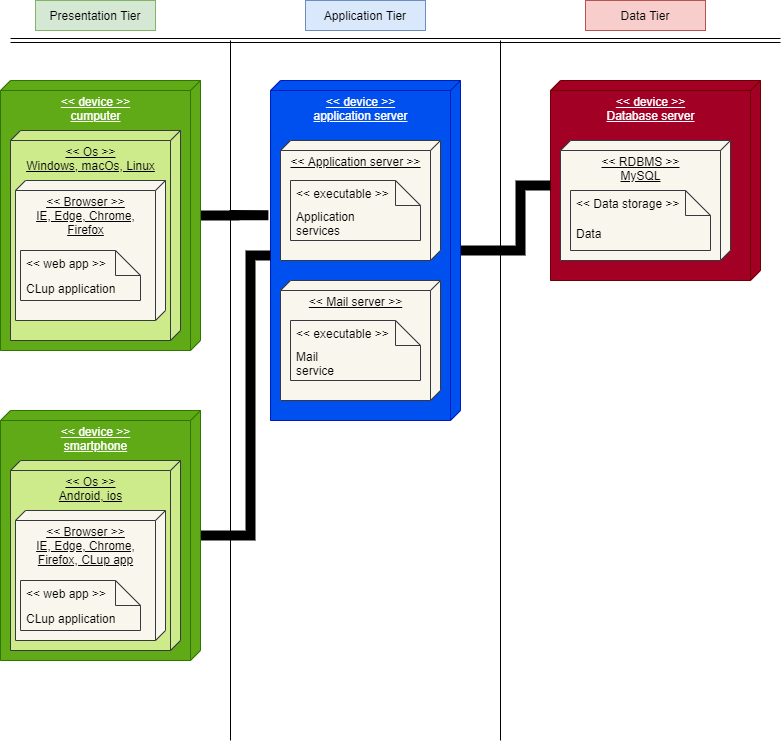 Presentation Tier
Application Tier
Data Tier
<< device >>
cumputer
<< Os >>
Windows, macOs, Linux
<< Browser >>
IE, Edge, Chrome,
Firefox
<< web app >>
CLup application
<< device >>
smartphone
<< Os >>
Android, ios
<< Browser >>
IE, Edge, Chrome,
Firefox, CLup app
<< web app >>
CLup application
<< device >>
application server
<< Application server >>
<< executable >>
Application
services
<< Mail server >>
<< executable >>
Mail
service
<< device >>
Database server
<< RDBMS >>
MySQL
<< Data storage >>
Data